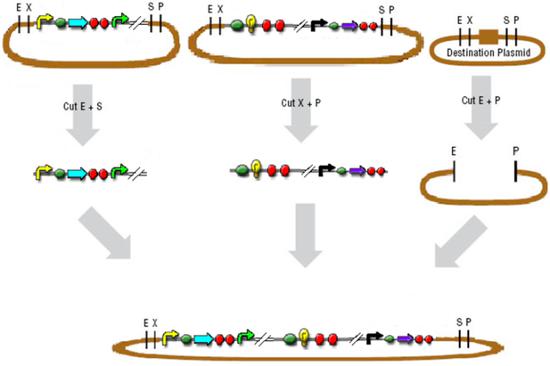 E X S P
E X S P
E X S P
Destination Plasmid
Cut E + S
Cut X + P
Cut E + P
E P
E X S P